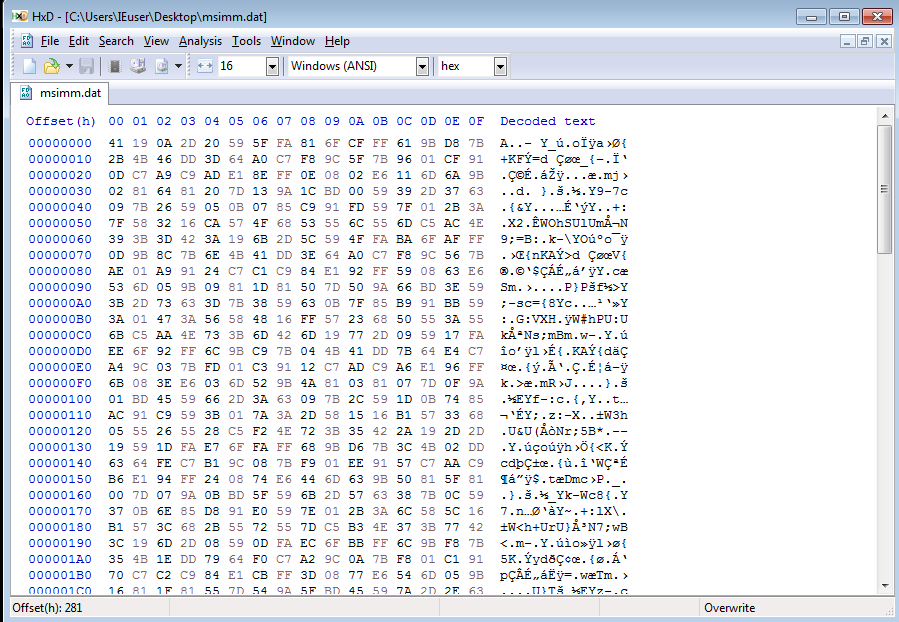 HxD - [C:\Users\IEuser\Desktop\msimm.dat]
File Edit Search View Analysis Tools Window Help
16 Windows (ANSI) hex
msimm.dat
Offset(h) 00 01 02 03 04 05 06 07 08 09 0A 0B 0C 0D 0E 0F Decoded text
00000000 41 19 0A 2D 20 59 5F FA 81 6F CF FF 61 9B D8 7B A..- Y_ú.oÏÿa›Ø{
00000010 2B 4B 46 DD 3D 64 A0 C7 F8 9C 5F 7B 96 01 CF 91 +KFÝ=d Çøœ_{–.Ï‘
00000020 0D C7 A9 C9 AD E1 8E FF 0E 08 02 E6 11 6D 6A 9B .Ç©É.áŽÿ...æ.mj›
00000030 02 81 64 81 20 7D 13 9A 1C BD 00 59 39 2D 37 63 ..d. }.š.½.Y9-7c
00000040 09 7B 26 59 05 0B 07 85 C9 91 FD 59 7F 01 2B 3A .{&Y...…É‘ýY..+:
00000050 7F 58 32 16 CA 57 4F 68 53 55 6C 55 6D C5 AC 4E .X2.ÊWOhSUlUmÅ¬N
00000060 39 3B 3D 42 3A 19 6B 2D 5C 59 4F FA BA 6F AF FF 9;=B:.k-\YOúºo¯ÿ
00000070 0D 9B 8C 7B 6E 4B 41 DD 3E 64 A0 C7 F8 9C 56 7B .›Œ{nKAÝ>d ÇøœV{
00000080 AE 01 A9 91 24 C7 C1 C9 84 E1 92 FF 59 08 63 E6 ®.©‘$ÇÁÉ„á’ÿY.cæ
00000090 53 6D 05 9B 09 81 1D 81 50 7D 50 9A 66 BD 3E 59 Sm.›....P}Pšf½>Y
000000A0 3B 2D 73 63 3D 7B 38 59 63 0B 7F 85 B9 91 BB 59 ;-sc={8Yc..…¹‘»Y
000000B0 3A 01 47 3A 56 58 48 16 FF 57 23 68 50 55 3A 55 :.G:VXH.ÿW#hPU:U
000000C0 6B C5 AA 4E 73 3B 6D 42 6D 19 77 2D 09 59 17 FA kÅªNs;mBm.w-.Y.ú
000000D0 EE 6F 92 FF 6C 9B C9 7B 04 4B 41 DD 7B 64 E4 C7 îo’ÿl›É{.KAÝ{däÇ
000000E0 A4 9C 03 7B FD 01 C3 91 12 C7 AD C9 A6 E1 96 FF ¤œ.{ý.Ã‘.Ç.É¦á–ÿ
000000F0 6B 08 3E E6 03 6D 52 9B 4A 81 03 81 07 7D 0F 9A k.>æ.mR›J....}.š
00000100 01 BD 45 59 66 2D 3A 63 09 7B 2C 59 1D 0B 74 85 .½EYf-:c.{,Y..t…
00000110 AC 91 C9 59 3B 01 7A 3A 2D 58 15 16 B1 57 33 68 ¬‘ÉY;.z:-X..±W3h
00000120 05 55 26 55 28 C5 F2 4E 72 3B 35 42 2A 19 2D 2D .U&U(ÅòNr;5B*.--
00000130 19 59 1D FA E7 6F FA FF 68 9B D6 7B 3C 4B 02 DD .Y.úçoúÿh›Ö{<K.Ý
00000140 63 64 FE C7 B1 9C 08 7B F9 01 EE 91 57 C7 AA C9 cdþÇ±œ.{ù.î‘WÇªÉ
00000150 B6 E1 94 FF 24 08 74 E6 44 6D 63 9B 50 81 5F 81 ¶á”ÿ$.tæDmc›P._.
00000160 00 7D 07 9A 0B BD 5F 59 6B 2D 57 63 38 7B 0C 59 .}.š.½_Yk-Wc8{.Y
00000170 37 0B 6E 85 D8 91 E0 59 7E 01 2B 3A 6C 58 5C 16 7.n…Ø‘àY~.+:lX\.
00000180 B1 57 3C 68 2B 55 72 55 7D C5 B3 4E 37 3B 77 42 ±W<h+UrU}Å³N7;wB
00000190 3C 19 6D 2D 08 59 0D FA EC 6F BB FF 6C 9B F8 7B <.m-.Y.úìo»ÿl›ø{
000001A0 35 4B 1E DD 79 64 F0 C7 A2 9C 0A 7B F8 01 C1 91 5K.ÝydðÇ¢œ.{ø.Á‘
000001B0 70 C7 C2 C9 84 E1 CB FF 3D 08 77 E6 54 6D 05 9B pÇÂÉ„áËÿ=.wæTm.›
000001C0 16 81 1F 81 55 7D 54 9A 5F BD 45 59 7A 2D 2E 63 ....U}Tš_½EYz-.c
Offset(h): 281 Overwrite